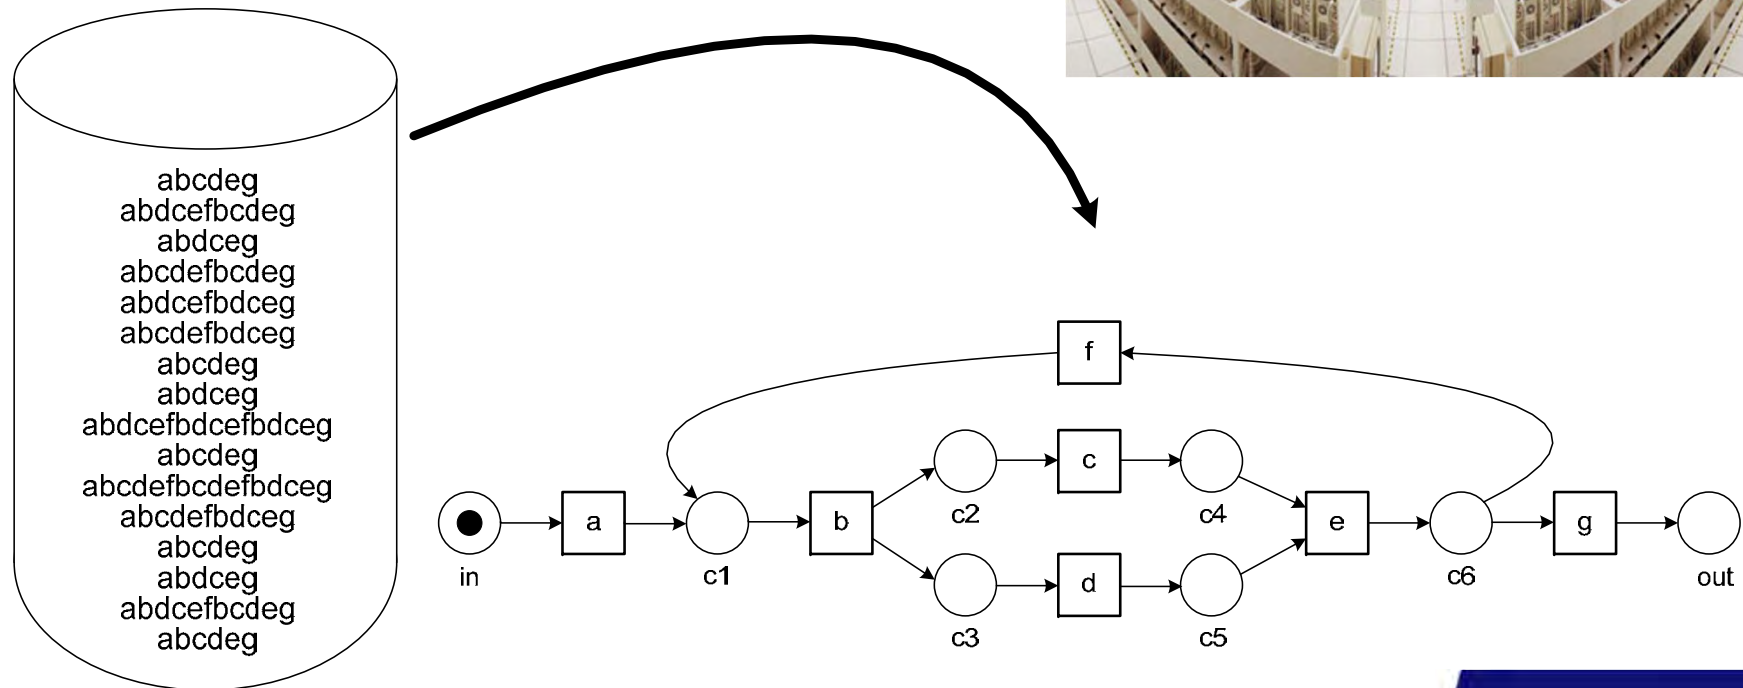 abcdeg
abdcefbcdeg
abdceg
abcdefbcdeg
abdcefbdceg
abcdefbdceg
abcdeg
abdceg
abdcefbdcefbdceg
abcdeg
abcdefbcdefbdceg
abcdefbdceg
abcdeg
abdceg
abdcefbcdeg
abcdeg
f
c
c2
c4
a
b
e
g
in
c1
c6
out
d
c3
c5